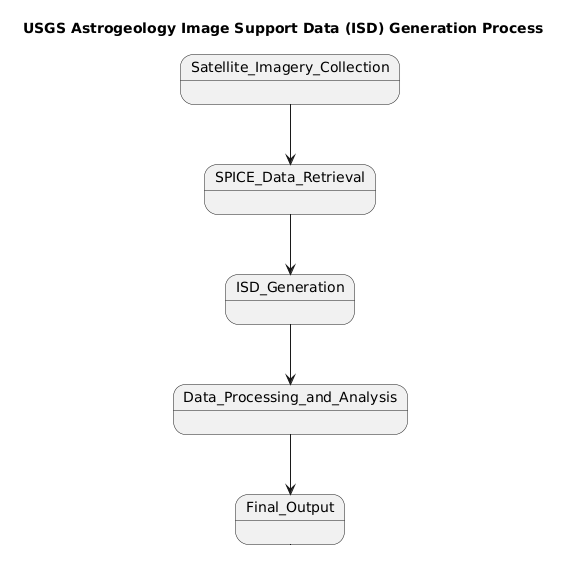 USGS Astrogeology Image Support Data (ISD) Generation Process
Satellite_Imagery_Collection
SPICE_Data_Retrieval
ISD_Generation
Data_Processing_and_Analysis
Final_Output